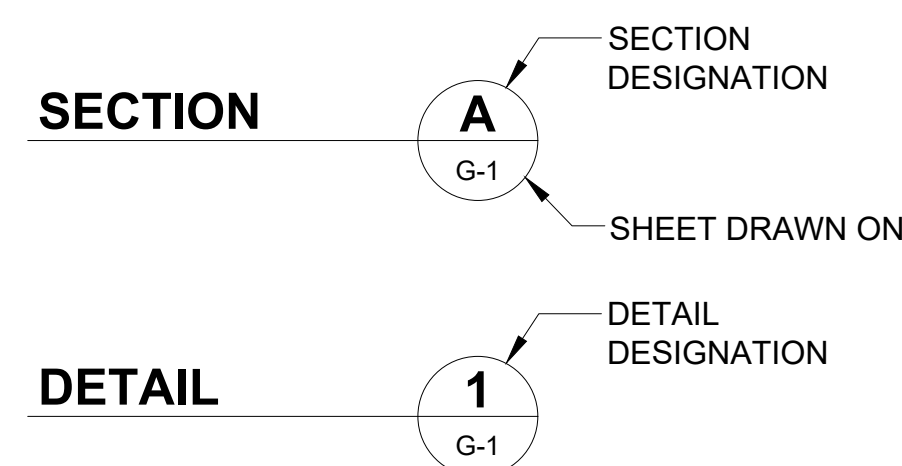 SECTION
DESIGNATION
SECTION
A
G-1
SHEET DRAWN ON
DETAIL
DESIGNATION
DETAIL
1
G-1